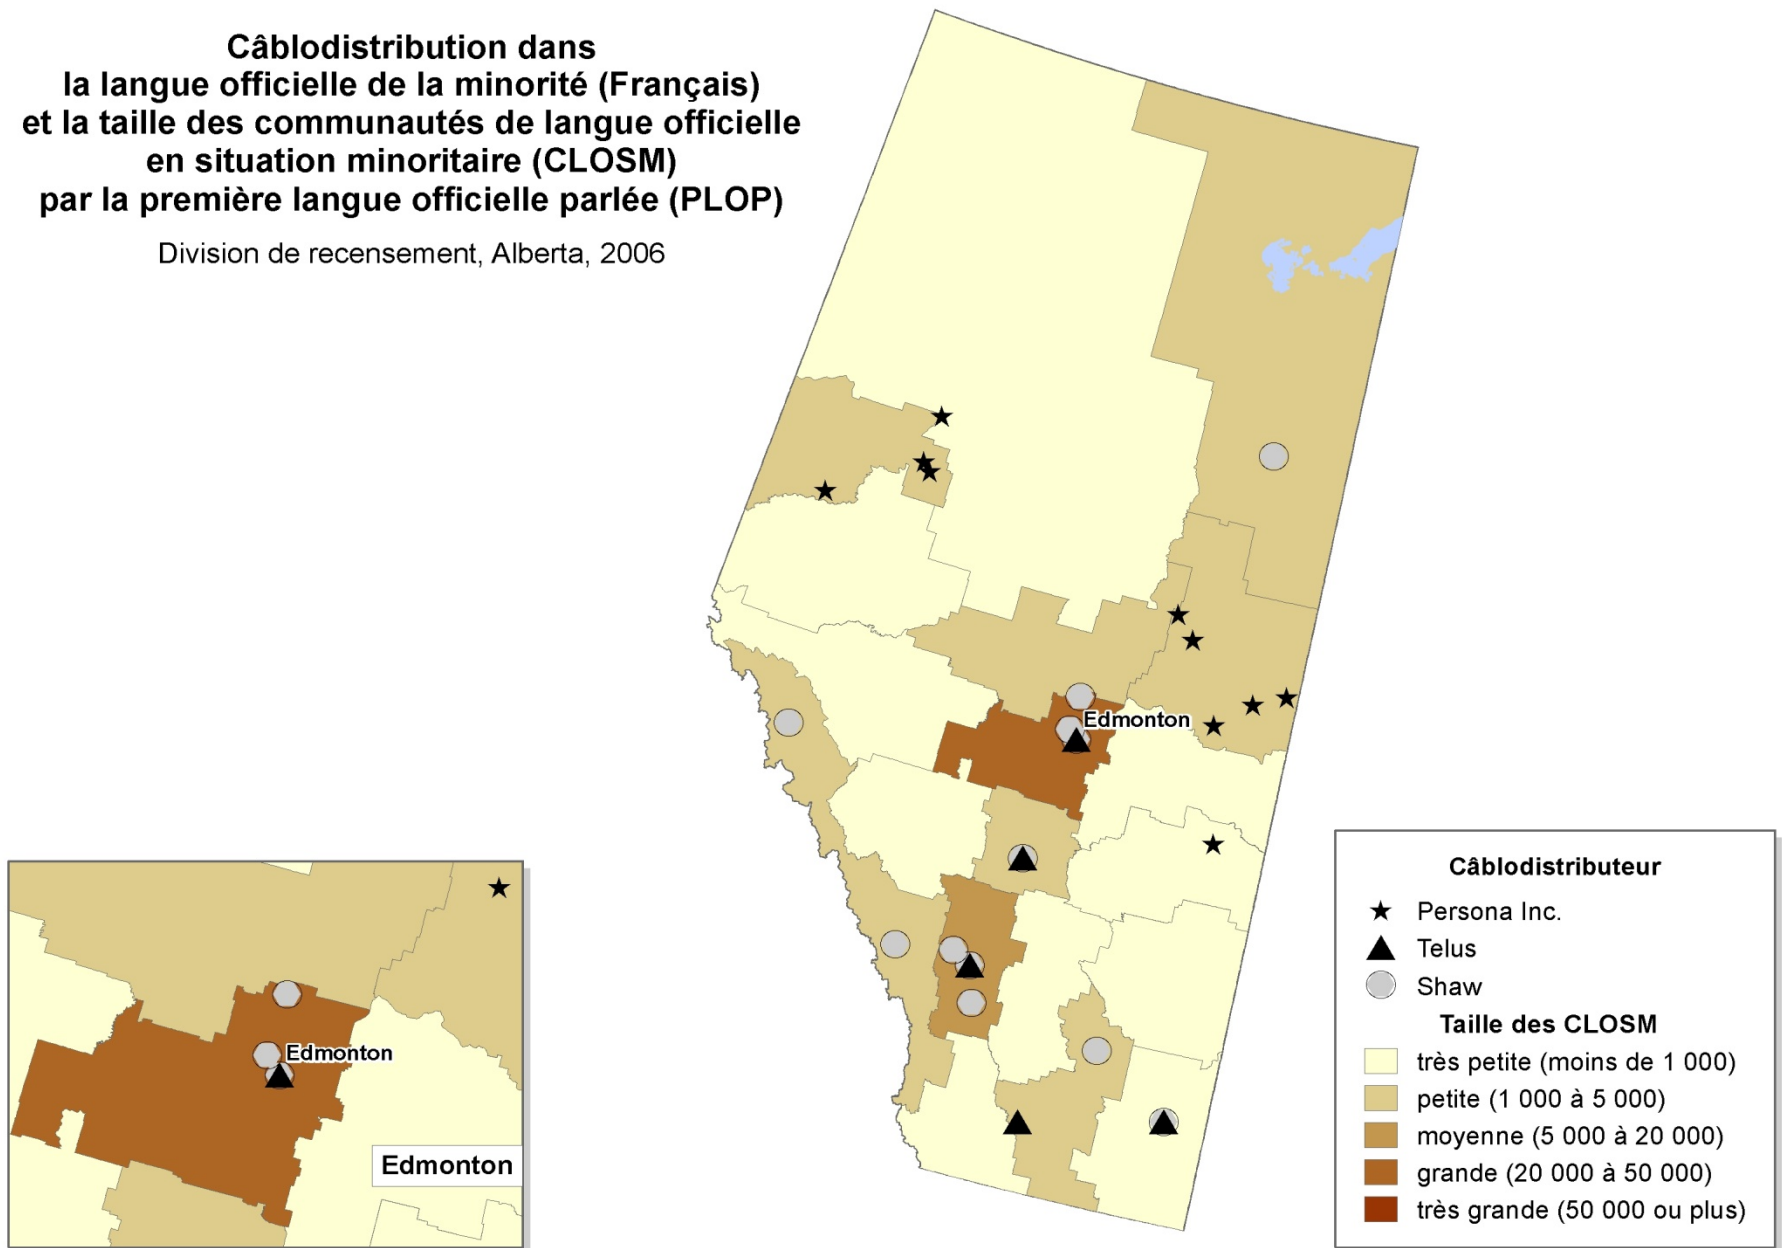 Câblodistribution dans
la langue officielle de la minorité (Français)
et la taille des communautés de langue officielle
en situation minoritaire (CLOSM)
par la première langue officielle parlée (PLOP)
Division de recensement, Alberta, 2006
Edmonton
Edmonton
Edmonton
Câblodistributeur
Persona Inc.
Telus
Shaw
Taille des CLOSM
très petite (moins de 1 000)
petite (1 000 à 5 000)
moyenne (5 000 à 20 000)
grande (20 000 à 50 000)
très grande (50 000 ou plus)